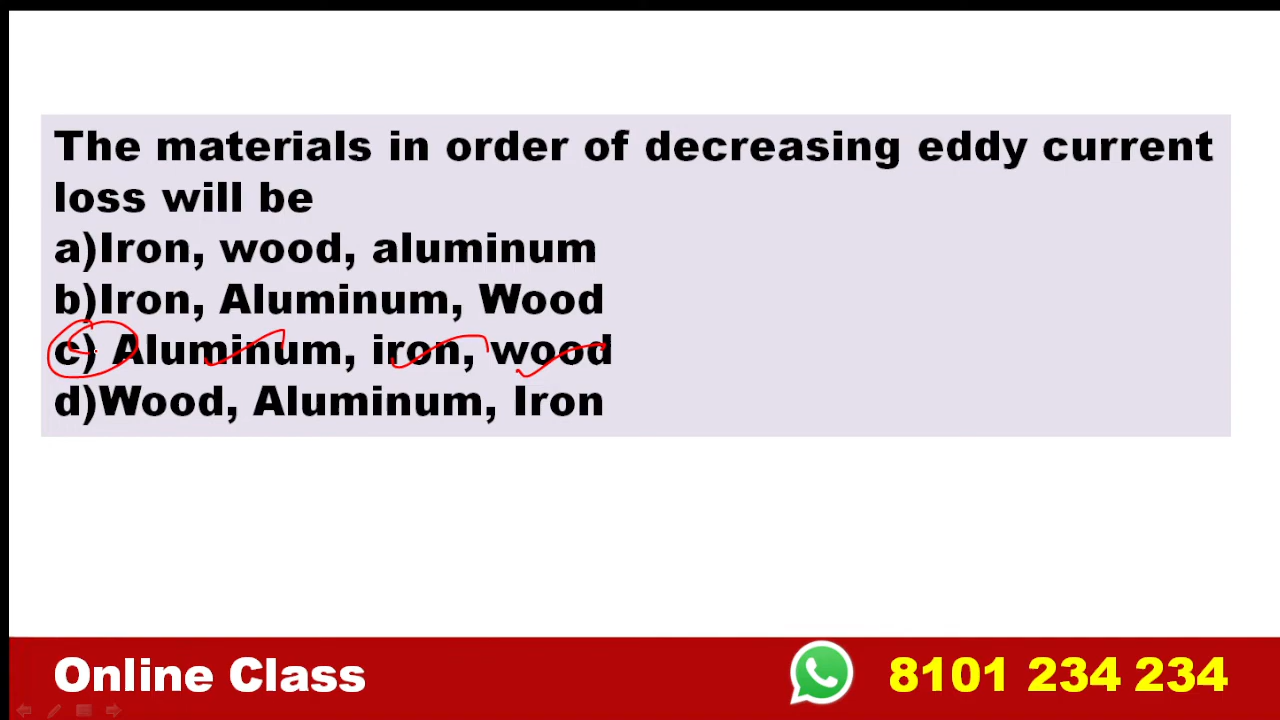 The materials in order of decreasing eddy current
loss will be
a)Iron, wood, aluminum
b)Iron, Aluminum, Wood
c) Aluminum, iron, wood
d)Wood, Aluminum, Iron
Online Class
8101 234 234